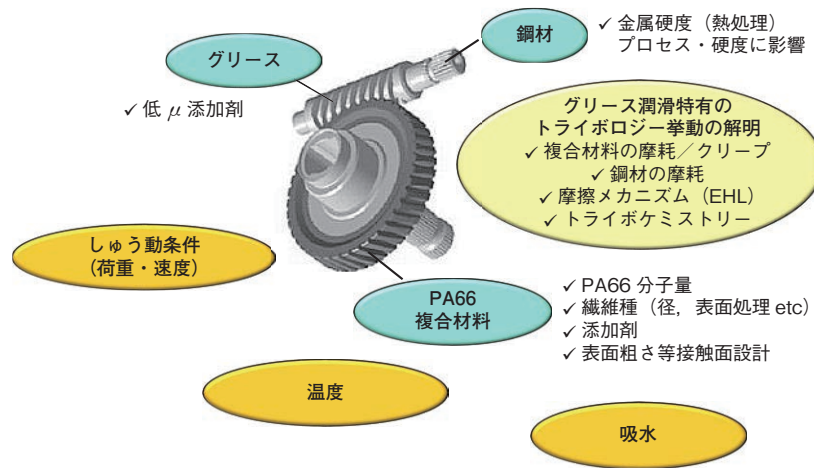 鋼材
✓ 金属硬度（熱処理）
プロセス・硬度に影響
グリース
✓ 低 μ 添加剤
グリース潤滑特有の
トライボロジー挙動の解明
✓ 複合材料の摩耗／クリープ
✓ 鋼材の摩耗
✓ 摩擦メカニズム（EHL）
✓ トライボケミストリー
しゅう動条件
（荷重・速度）
PA66
複合材料
✓ PA66 分子量
✓ 繊維種（径，表面処理 etc）
✓ 添加剤
✓ 表面粗さ等接触面設計
温度
吸水